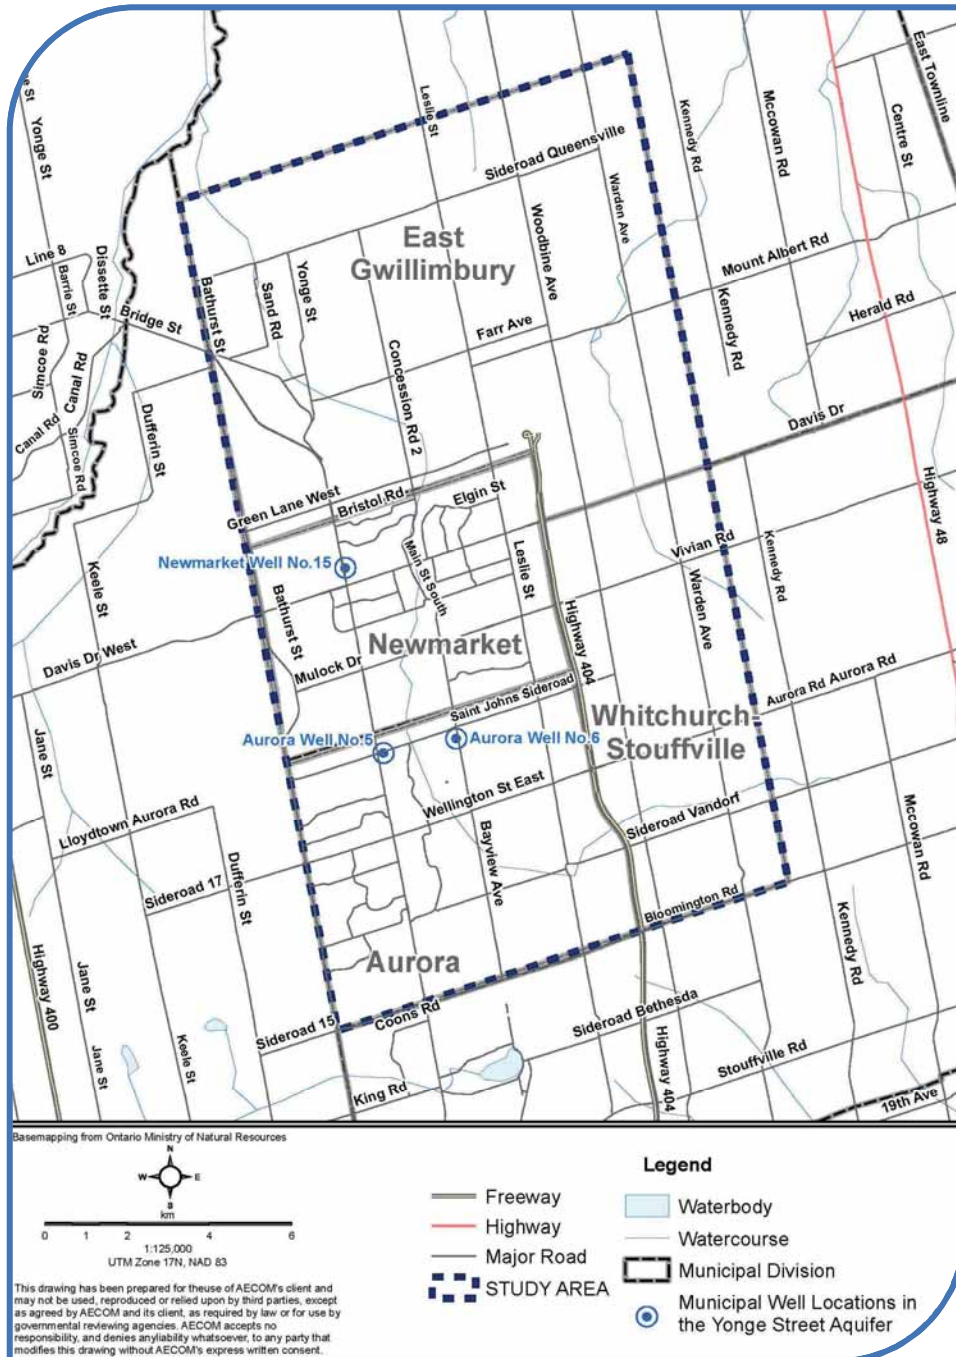 Yonge St
Leslie St
Kennedy Rd
Mccowan Rd
East Townline
Centre St
Sideroad Queensville
Warden Ave
Woodbine Ave
East
Gwillimbury
Mount Albert Rd
Line 8
Barrie St
Dissette St
Bridge St
Bathurst St
Sand Rd
Yonge St
Farr Ave
Kennedy Rd
Herald Rd
Simcoe Rd
Canal Rd
Canal Rd
Simcoe Rd
Dufferin St
Concession Rd 2
Davis Dr
Green Lane West
Bristol Rd
Elgin St
Highway 48
Newmarket Well No.15
Main St South
Leslie St
Vivian Rd
Kennedy Rd
Keele St
Bathurst St
Highway 404
Warden Ave
Davis Dr West
Newmarket
Mulock Dr
Aurora Rd
Aurora Rd
Saint Johns Sideroad
Whitchurch-
Stouffville
Jane St
Aurora Well No.5
Aurora Well No.6
Wellington St East
Lloydtown Aurora Rd
Sideroad Vandorf
Mccowan Rd
Bayview Ave
Sideroad 17
Dufferin St
Bloomington Rd
Kennedy Rd
Highway 400
Jane St
Aurora
Sideroad 15
Coons Rd
Sideroad Bethesda
Keele St
Jane St
Highway 404
Stouffville Rd
King Rd
19th Ave
Basemapping from Ontario Ministry of Natural Resources
N
W
E
S
km
0 1 2 4 6
1:125,000
UTM Zone 17N, NAD 83
This drawing has been prepared for theuse of AECOM's client and
may not be used, reproduced or relied upon by third parties, except
as agreed by AECOM and its client, as required by law or for use by
governmental reviewing agencies. AECOM accepts no
responsibility, and denies anyliability whatsoever, to any party that
modifies this drawing without AECOM's express written consent.
Legend
Freeway
Highway
Major Road
STUDY AREA
Waterbody
Watercourse
Municipal Division
Municipal Well Locations in
the Yonge Street Aquifer